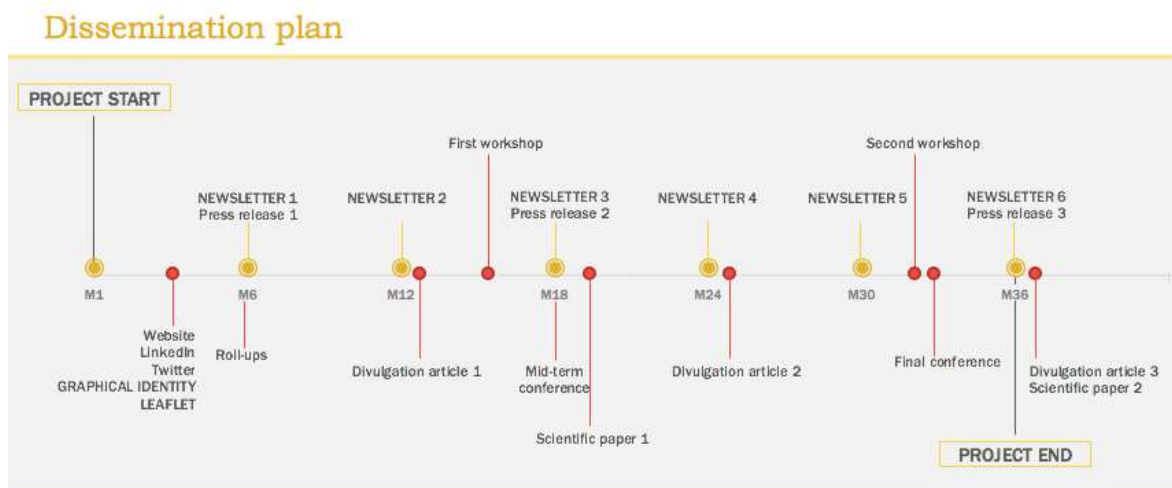 Dissemination plan
PROJECT START
First workshop
Second workshop
NEWSLETTER 1
Press release 1
NEWSLETTER 2
NEWSLETTER 3
Press release 2
NEWSLETTER 4
NEWSLETTER 5
NEWSLETTER 6
Press release 3
M1
M6
M12
M18
M24
M30
M36
Website
LinkedIn
Twitter
GRAPHICAL IDENTITY
LEAFLET
Roll-ups
Divulgation article 1
Mid-term
conference
Scientific paper 1
Divulgation article 2
Final conference
Divulgation article 3
Scientific paper 2
PROJECT END